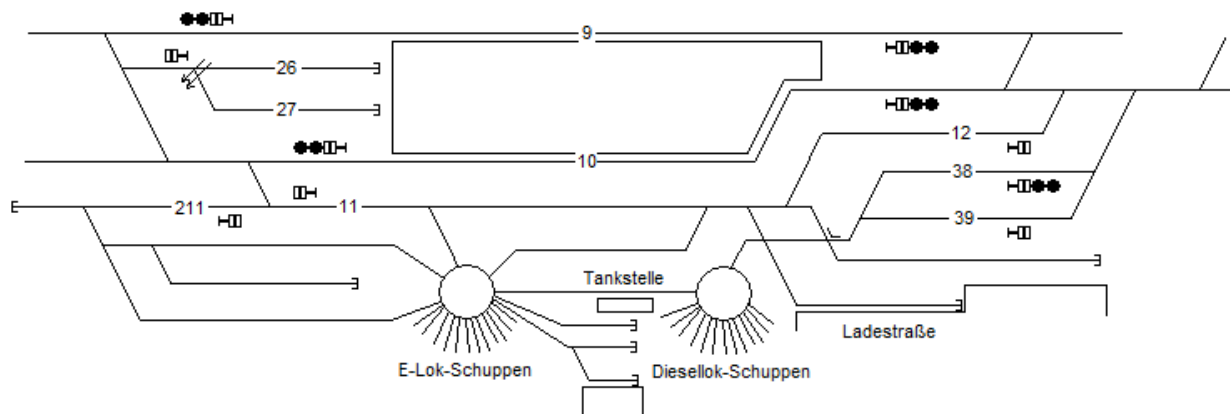 9
26
27
12
10
38
211
11
39
Tankstelle
Ladestraße
E-Lok-Schuppen
Diesellok-Schuppen